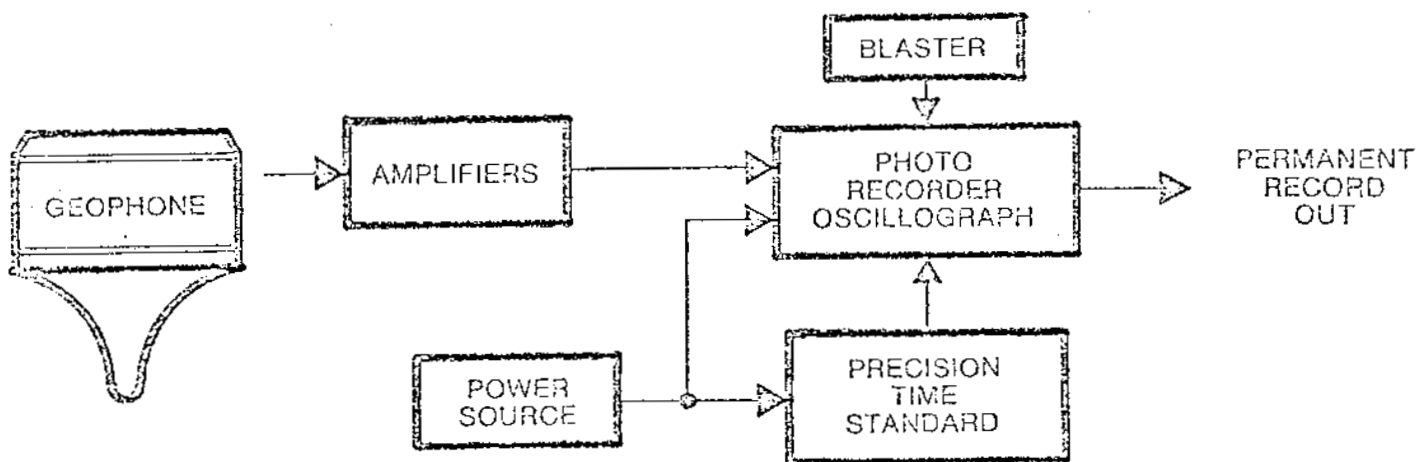 BLASTER
GEOPHONE
AMPLIFIERS
PHOTO
RECORDER
OSCILLOGRAPH
PERMANENT
RECORD
OUT
POWER
SOURCE
PRECISION
TIME
STANDARD